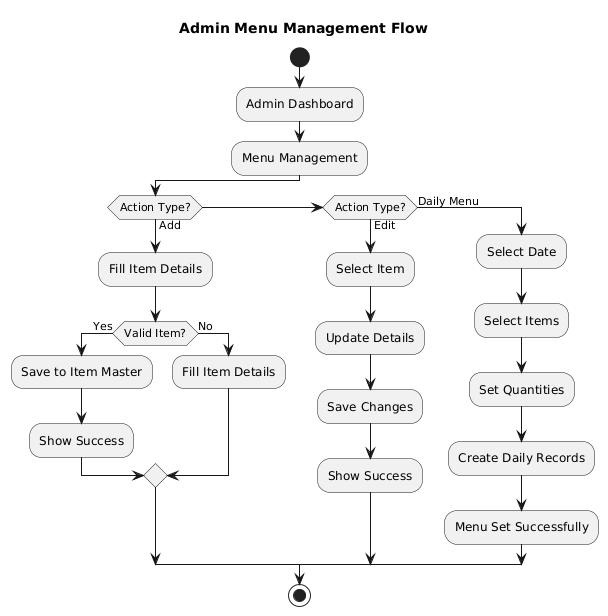 Admin Menu Management Flow
Admin Dashboard
Menu Management
Action Type?
Add
Fill Item Details
Valid Item?
Yes
No
Save to Item Master
Show Success
Fill Item Details
Action Type?
Edit
Select Item
Update Details
Save Changes
Show Success
Daily Menu
Select Date
Select Items
Set Quantities
Create Daily Records
Menu Set Successfully